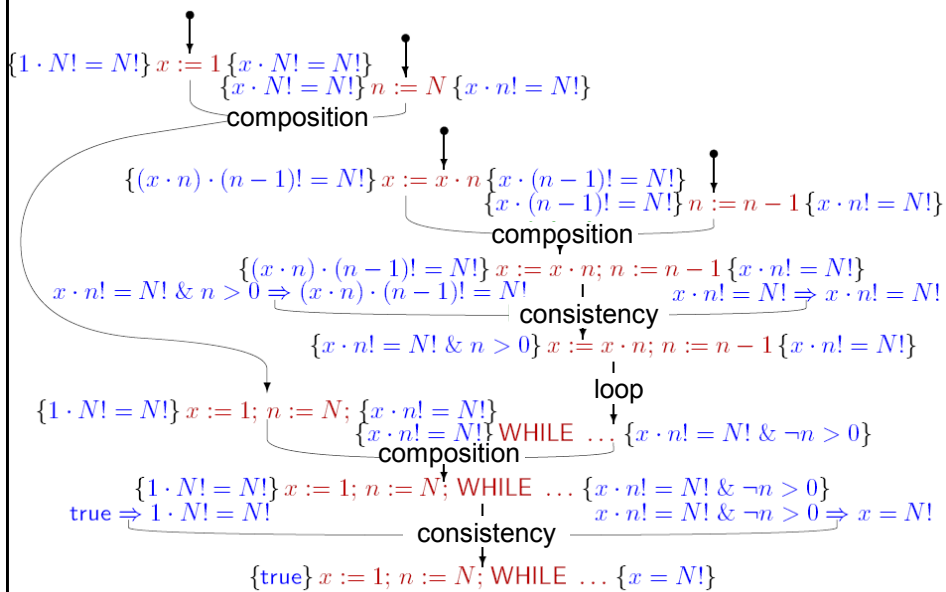 {1 · N! = N!} x := 1 {x · N! = N!}
{x · N! = N!} n := N {x · n! = N!}
composition
{(x · n) · (n − 1)! = N!} x := x · n {x · (n − 1)! = N!}
{x · (n − 1)! = N!} n := n − 1 {x · n! = N!}
composition
{(x · n) · (n − 1)! = N!} x := x · n; n := n − 1 {x · n! = N!}
x · n! = N! & n > 0 ⇒ (x · n) · (n − 1)! = N! x · n! = N! ⇒ x · n! = N!
consistency
{x · n! = N! & n > 0} x := x · n; n := n − 1 {x · n! = N!}
loop
{1 · N! = N!} x := 1; n := N; {x · n! = N!}
{x · n! = N!} WHILE ... {x · n! = N! & ¬n > 0}
composition
{1 · N! = N!} x := 1; n := N; WHILE ... {x · n! = N! & ¬n > 0}
true ⇒ 1 · N! = N! x · n! = N! & ¬n > 0 ⇒ x = N!
consistency
{true} x := 1; n := N; WHILE ... {x = N!}